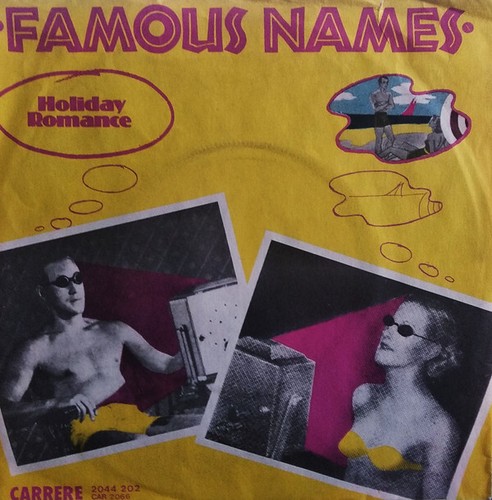 ·FAMOUS NAMES·
Holiday
Romance
CARRERE 2044 202
CAR 2066